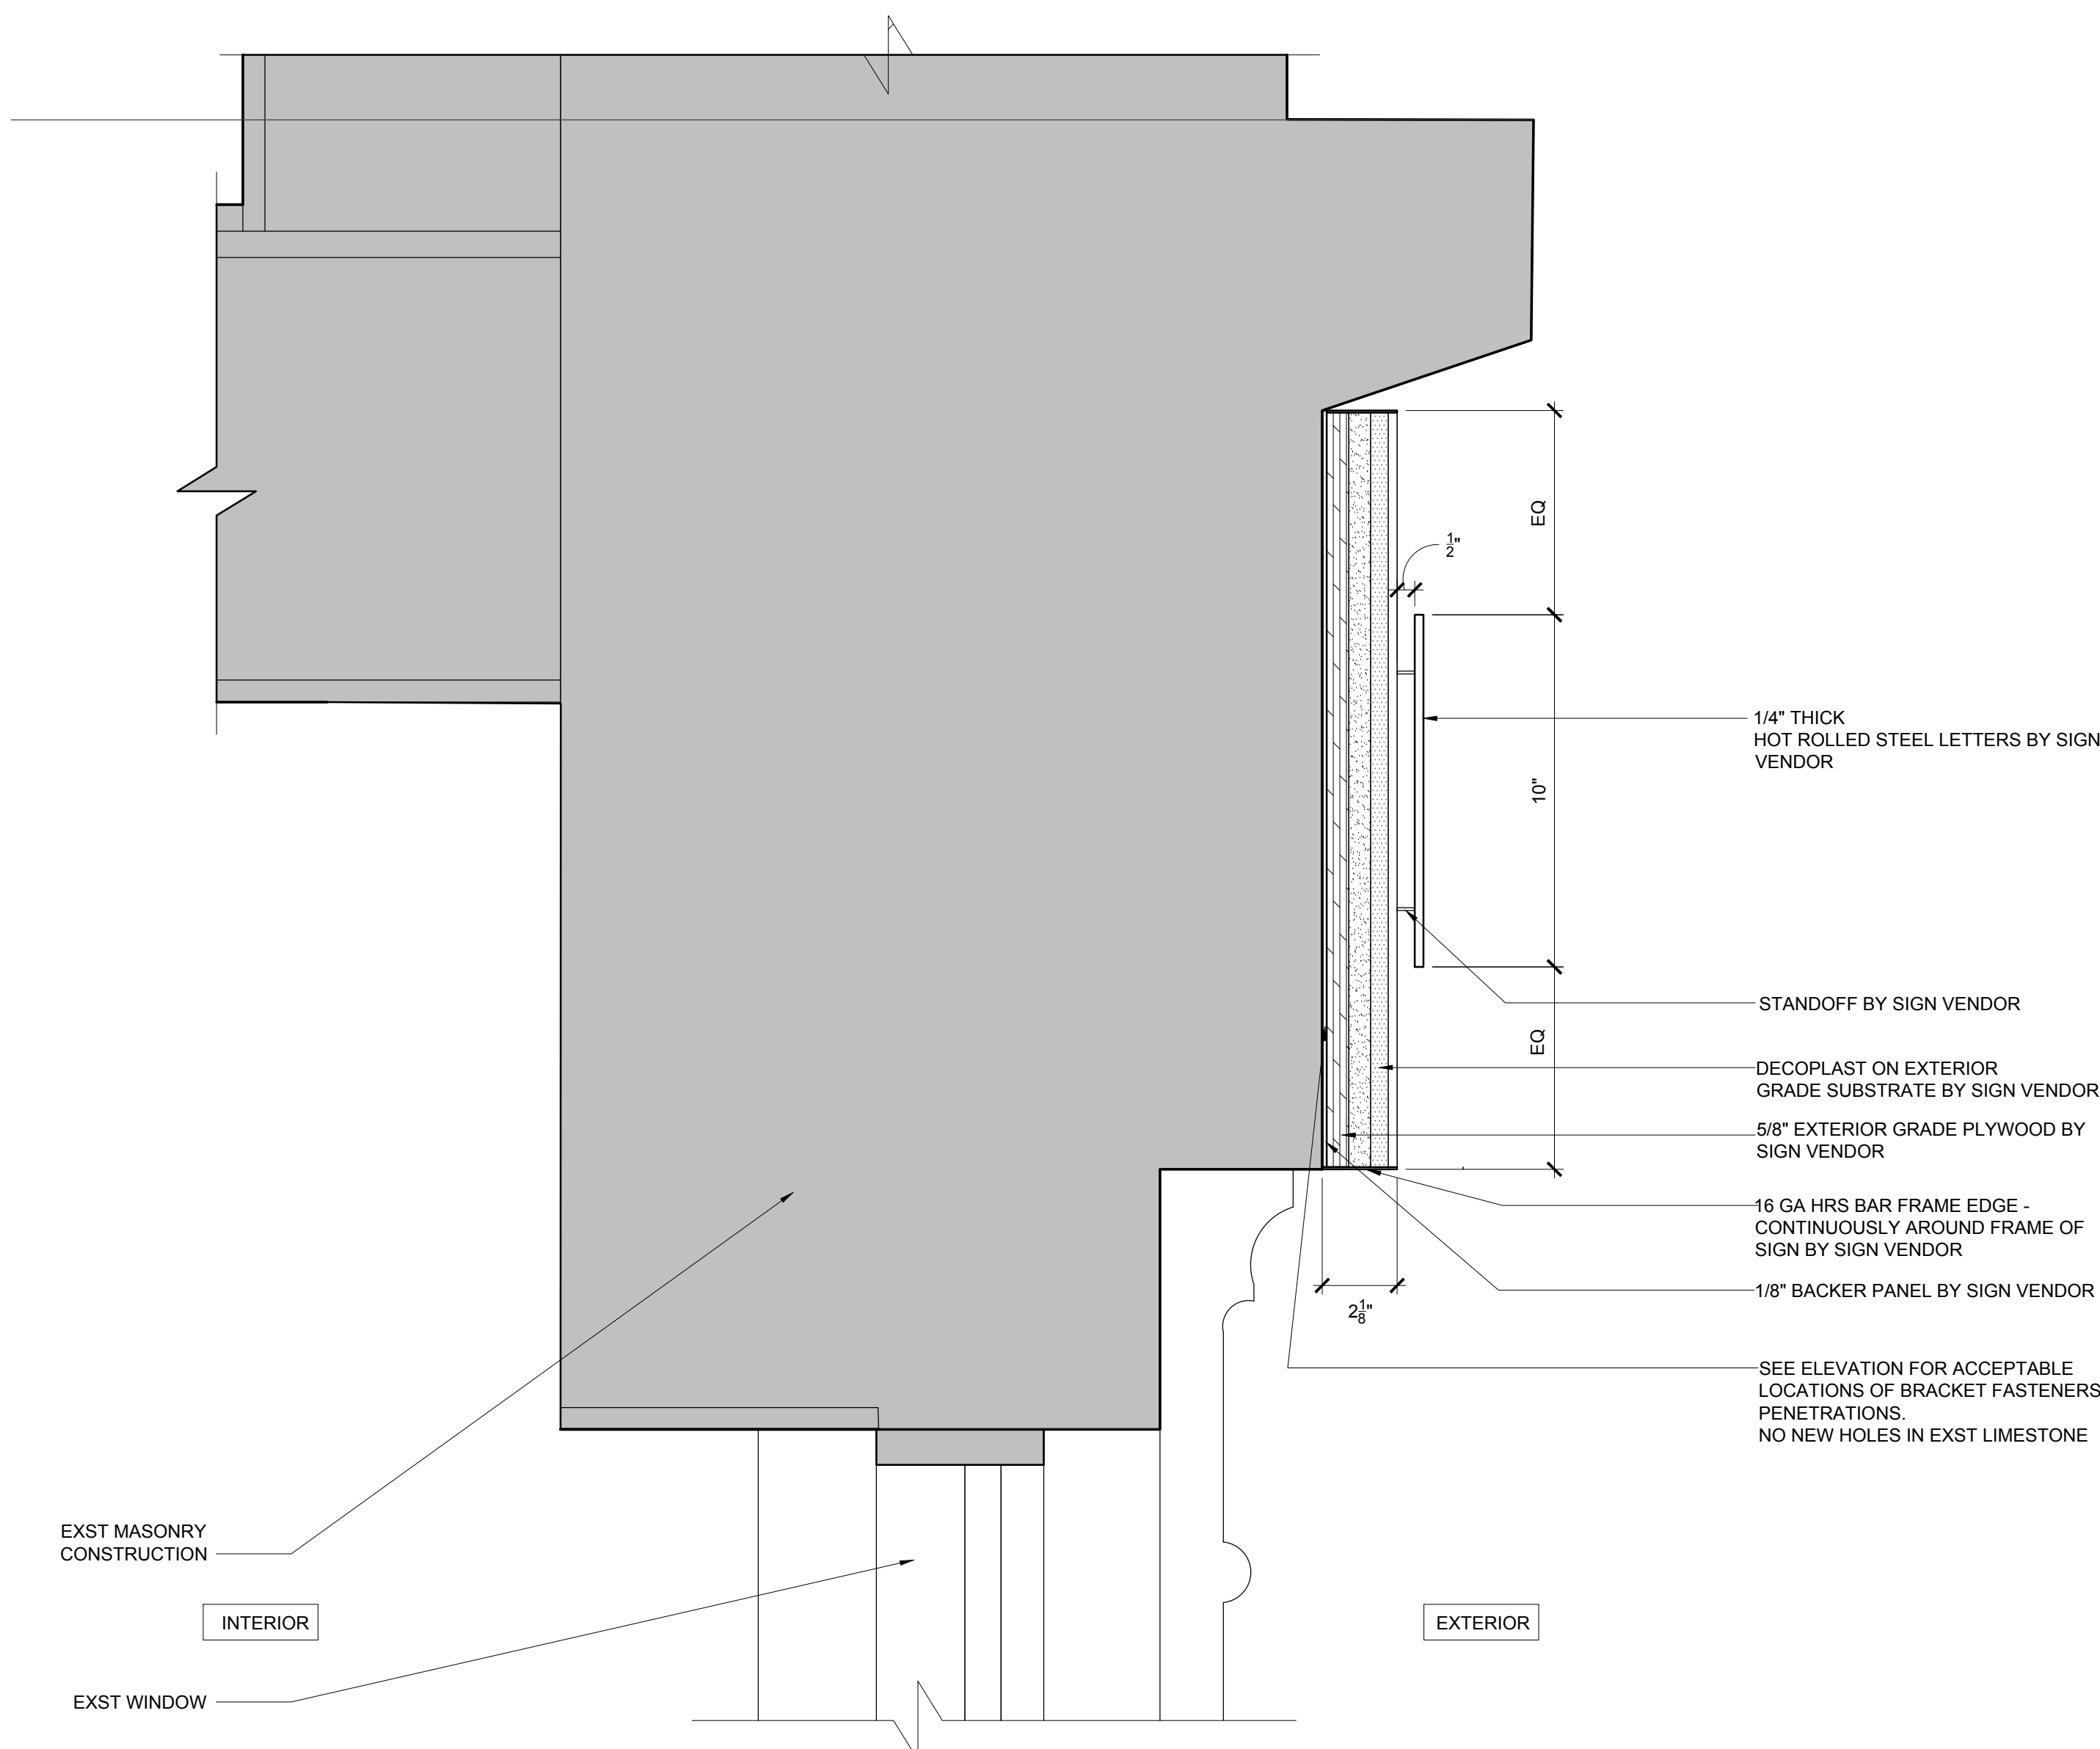 EQ
1/2"
1/4" THICK
HOT ROLLED STEEL LETTERS BY SIGN
VENDOR
10"
STANDOFF BY SIGN VENDOR
EQ
DECOPLAST ON EXTERIOR
GRADE SUBSTRATE BY SIGN VENDOR
5/8" EXTERIOR GRADE PLYWOOD BY
SIGN VENDOR
16 GA HRS BAR FRAME EDGE -
CONTINUOUSLY AROUND FRAME OF
SIGN BY SIGN VENDOR
1/8" BACKER PANEL BY SIGN VENDOR
2 1/8"
SEE ELEVATION FOR ACCEPTABLE
LOCATIONS OF BRACKET FASTENERS
PENETRATIONS.
NO NEW HOLES IN EXST LIMESTONE
EXST MASONRY
CONSTRUCTION
INTERIOR
EXTERIOR
EXST WINDOW